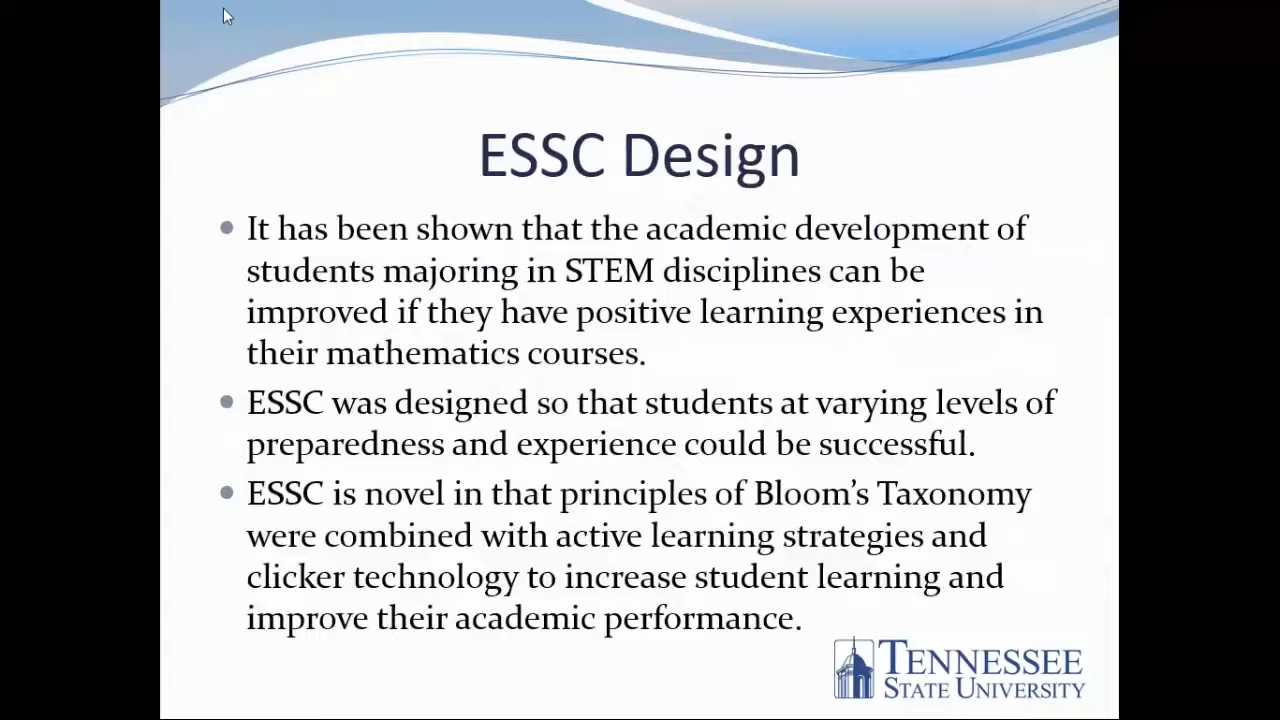 ESSC Design
• It has been shown that the academic development of
students majoring in STEM disciplines can be
improved if they have positive learning experiences in
their mathematics courses.
• ESSC was designed so that students at varying levels of
preparedness and experience could be successful.
• ESSC is novel in that principles of Bloom’s Taxonomy
were combined with active learning strategies and
clicker technology to increase student learning and
improve their academic performance.
TENNESSEE
STATE UNIVERSITY